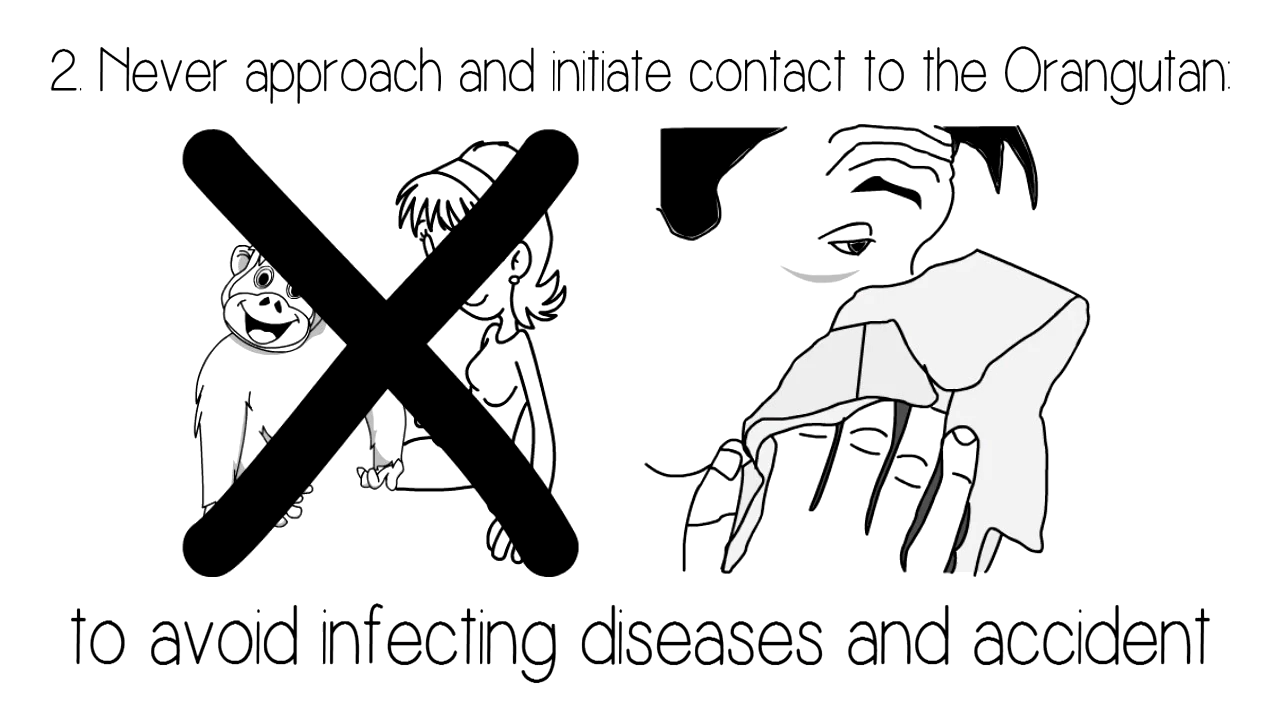 2. Never approach and initiate contact to the Orangutan:
to avoid infecting diseases and accident